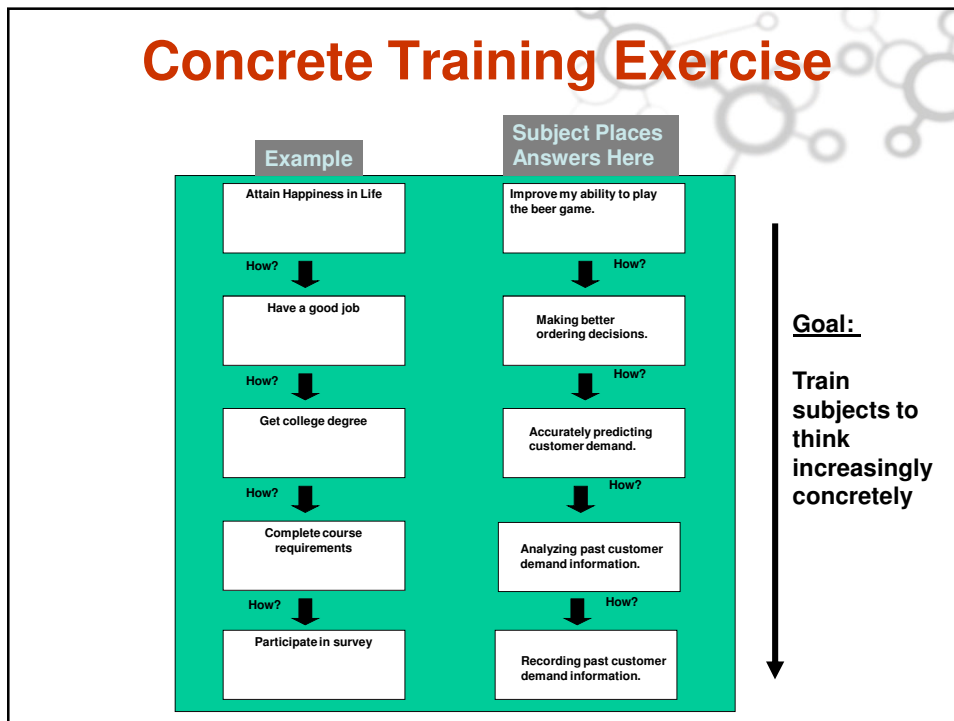 Concrete Training Exercise
Example
Subject Places
Answers Here
Attain Happiness in Life
How?
Have a good job
How?
Get college degree
How?
Complete course
requirements
How?
Participate in survey
Improve my ability to play
the beer game.
How?
Making better
ordering decisions.
How?
Accurately predicting
customer demand.
How?
Analyzing past customer
demand information.
How?
Recording past customer
demand information.
Goal:
Train
subjects to
think
increasingly
concretely